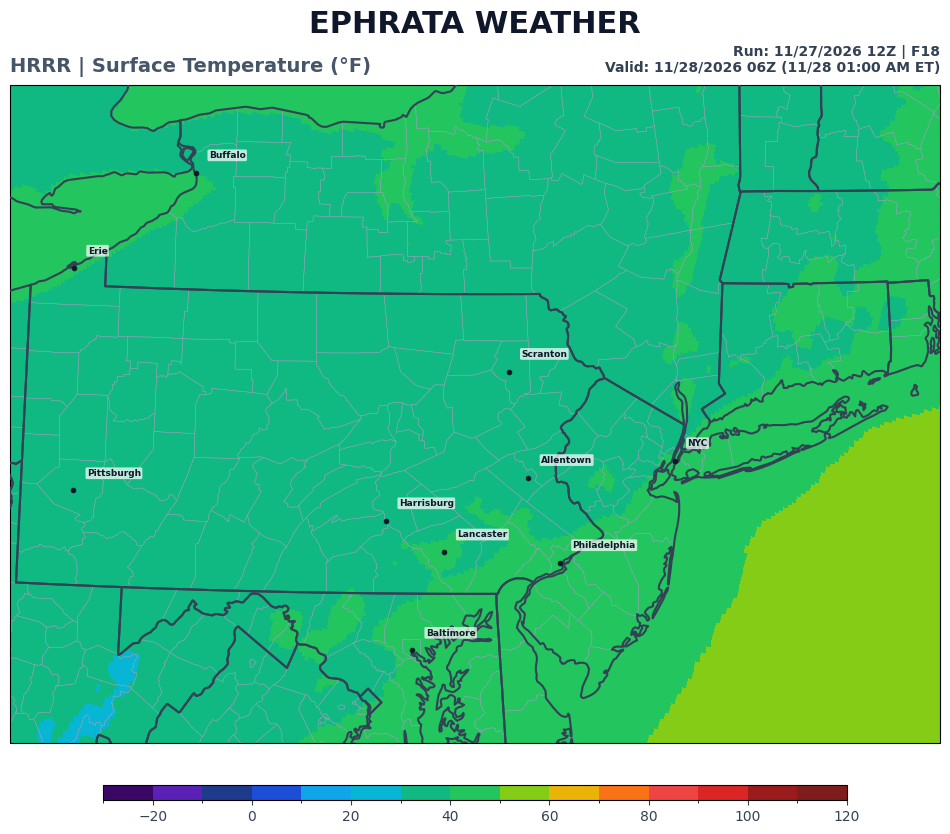 EPHRATA WEATHER
HRRR | Surface Temperature (°F)
Run: 11/27/2026 12Z | F18
Valid: 11/28/2026 06Z (11/28 01:00 AM ET)
Buffalo
Erie
Scranton
NYC
Allentown
Pittsburgh
Harrisburg
Lancaster
Philadelphia
Baltimore
−20 0 20 40 60 80 100 120